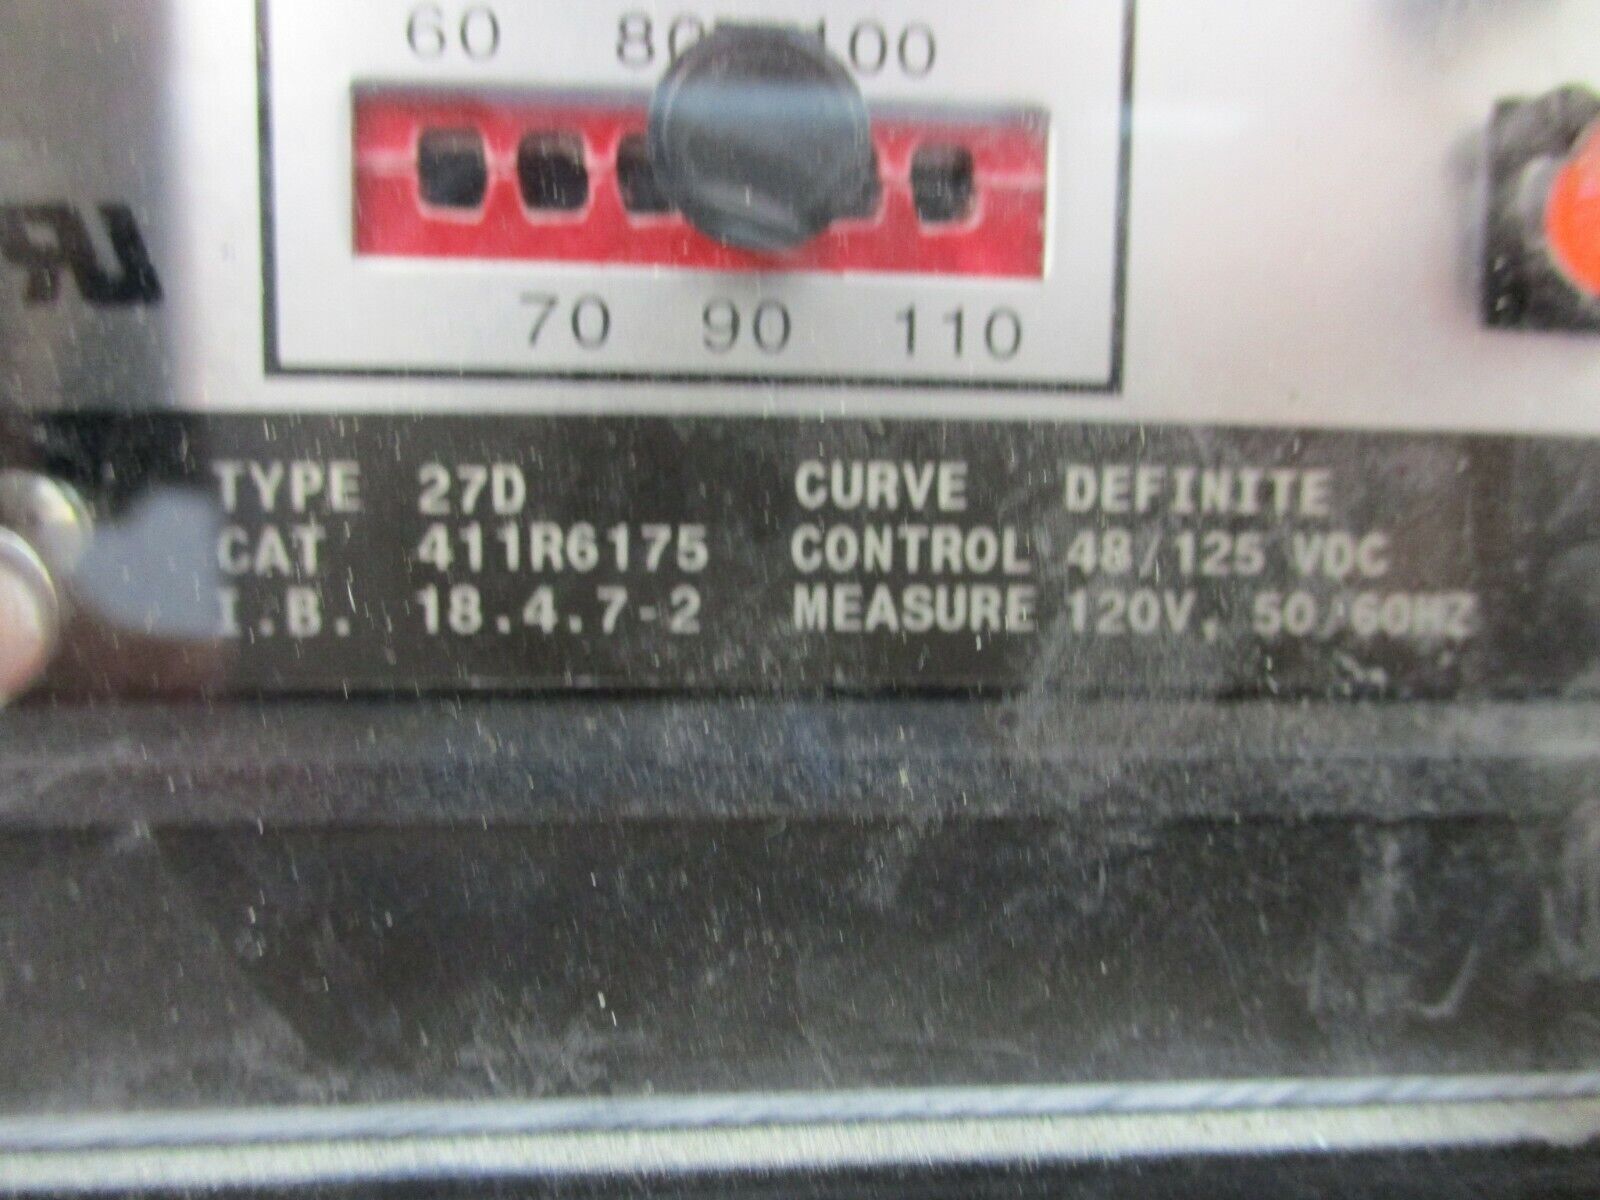 60 80 100
70 90 110
TYPE 27D CURVE DEFINITE
CAT 411R6175 CONTROL 48/125 VDC
I.B. 18.4.7-2 MEASURE 120V, 50/60HZ